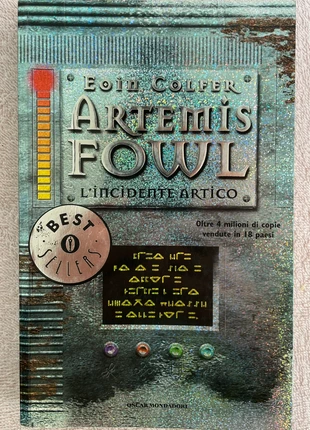 EOIN COLFER
ARTEMIS
FOWL
L'INCIDENTE ARTICO
Oltre 4 milioni di copie
vendute in 18 paesi
BEST
SELLERS
OSCAR MONDADORI